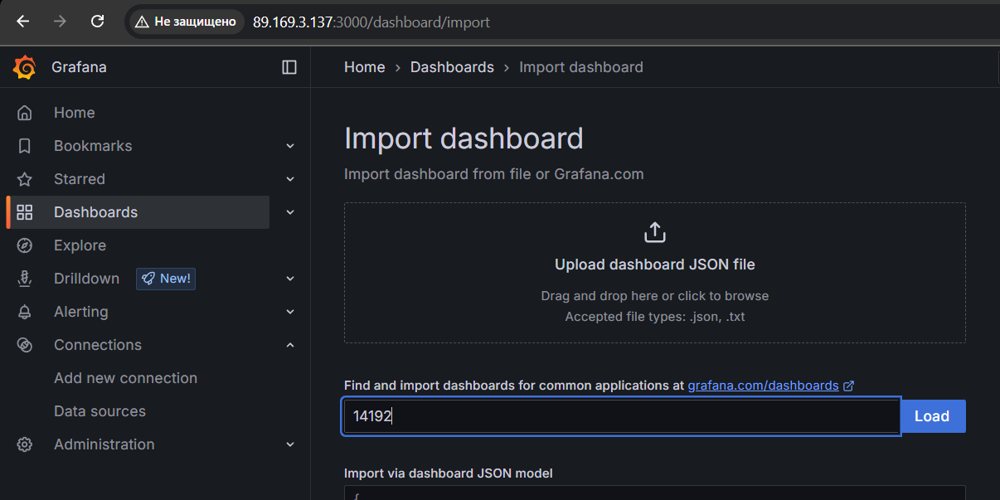 Не защищено 89.169.3.137:3000/dashboard/import
Grafana
Home › Dashboards › Import dashboard
Home
Bookmarks
Starred
Dashboards
Explore
Drilldown New!
Alerting
Connections
Add new connection
Data sources
Administration
Import dashboard
Import dashboard from file or Grafana.com
Upload dashboard JSON file
Drag and drop here or click to browse
Accepted file types: .json, .txt
Find and import dashboards for common applications at grafana.com/dashboards
14192
Load
Import via dashboard JSON model
{